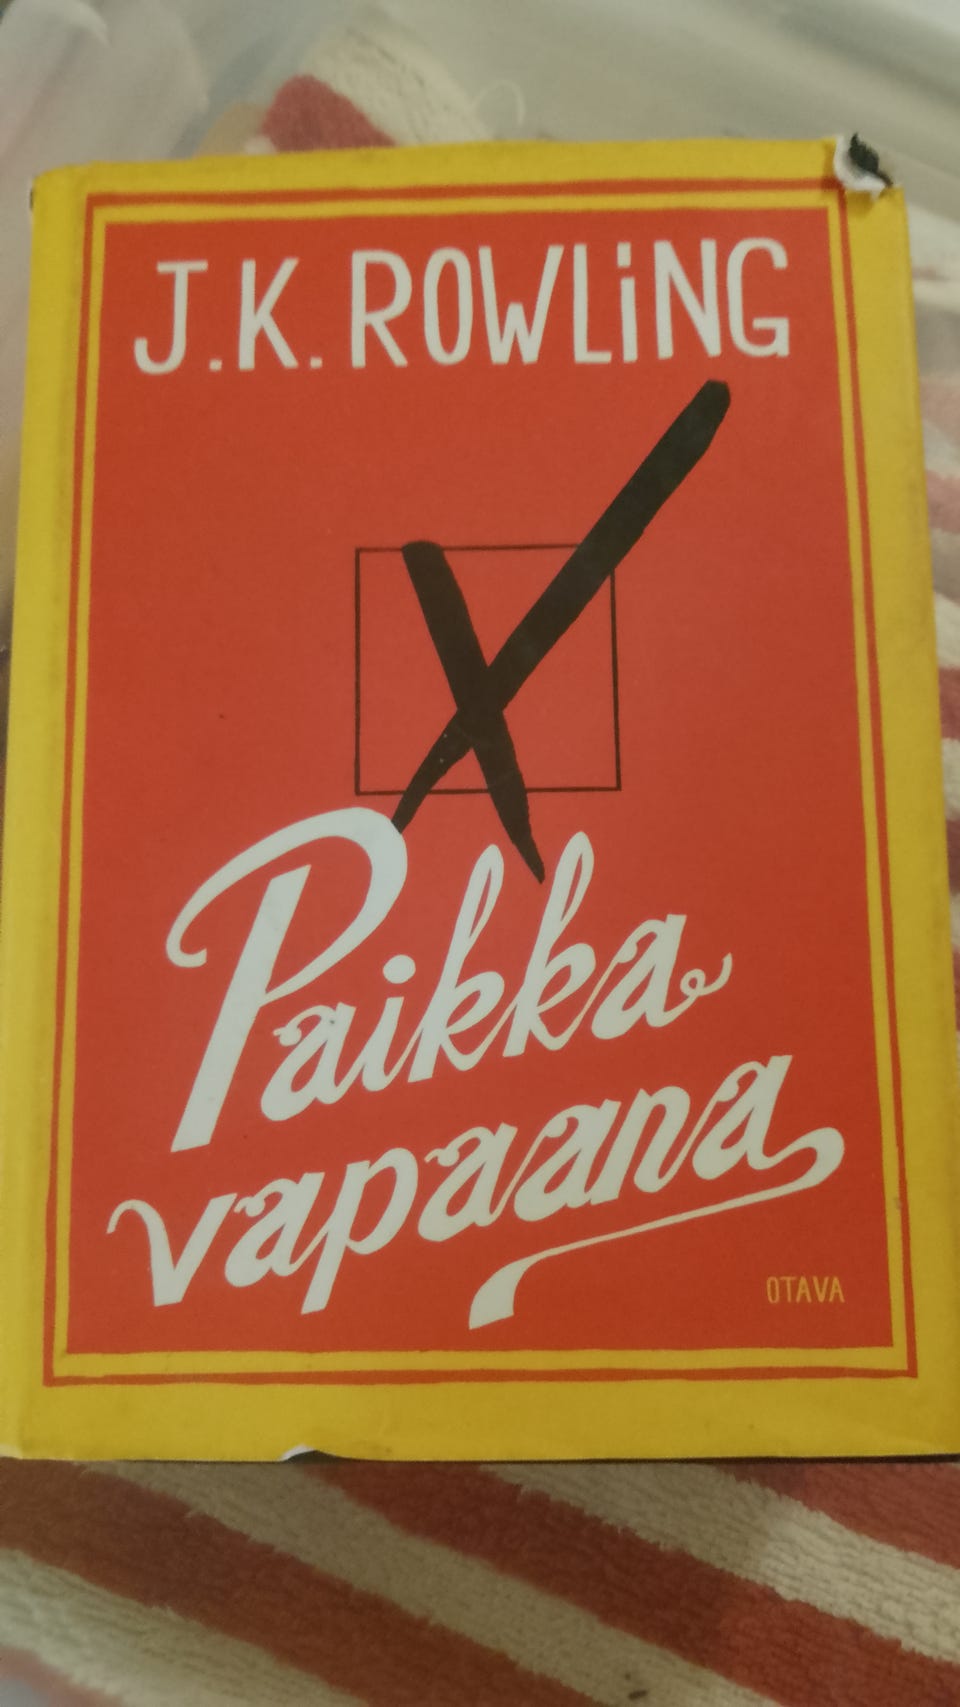 J.K. ROWLiNG
Paikka
vapaana
OTAVA